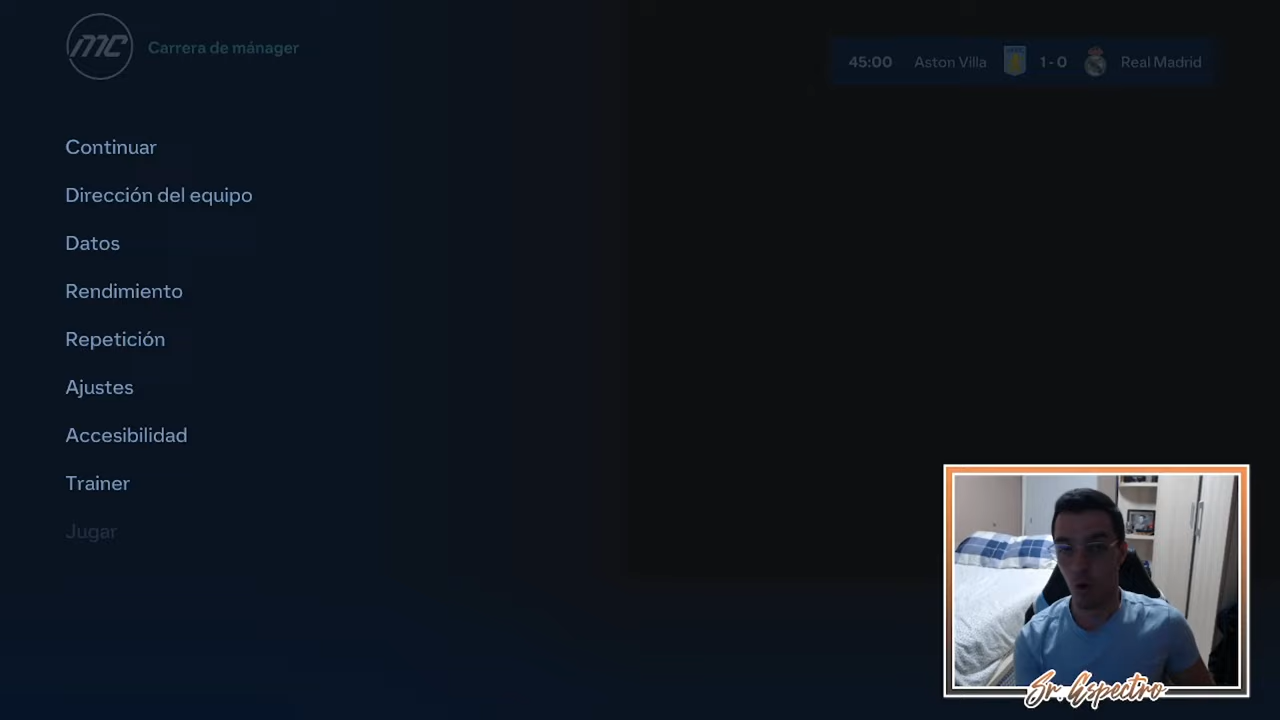 MC Carrera de mánager
45:00 Aston Villa 1 - 0 Real Madrid
Continuar
Dirección del equipo
Datos
Rendimiento
Repetición
Ajustes
Accesibilidad
Trainer
Jugar
Sr. Aspectro